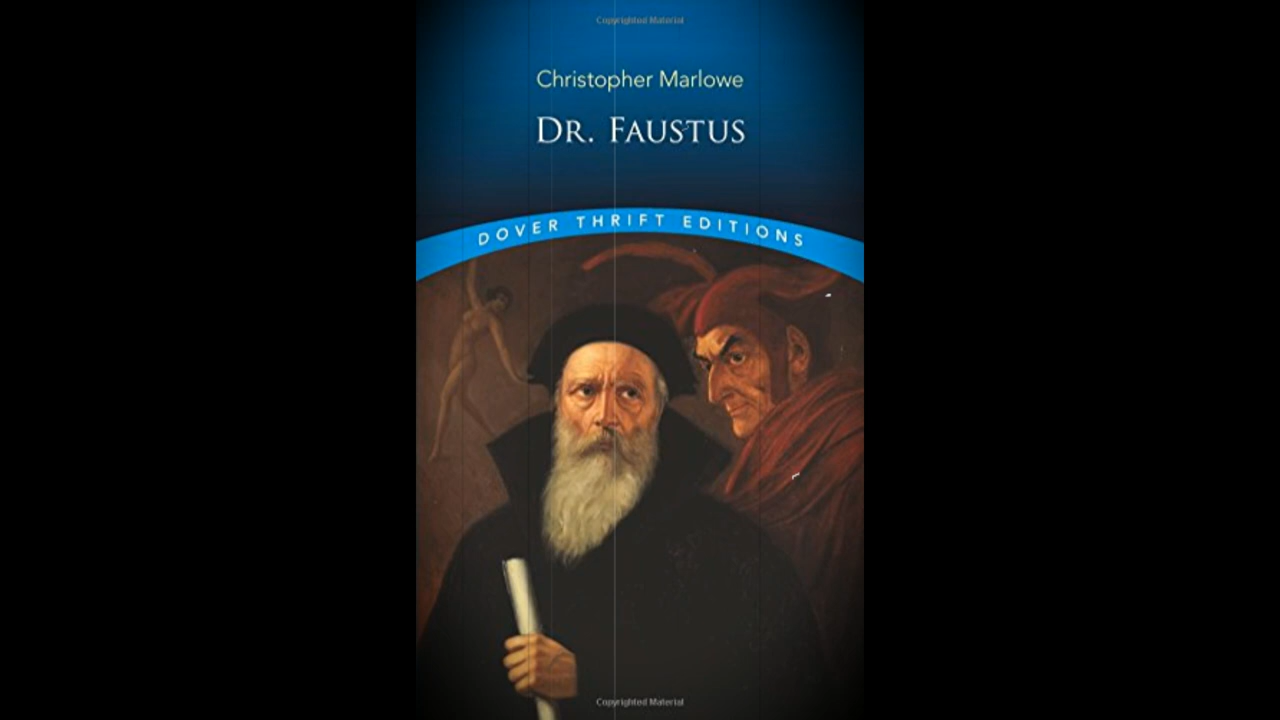 Copyrighted Material
Christopher Marlowe
DR. FAUSTUS
DOVER THRIFT EDITIONS
Copyrighted Material